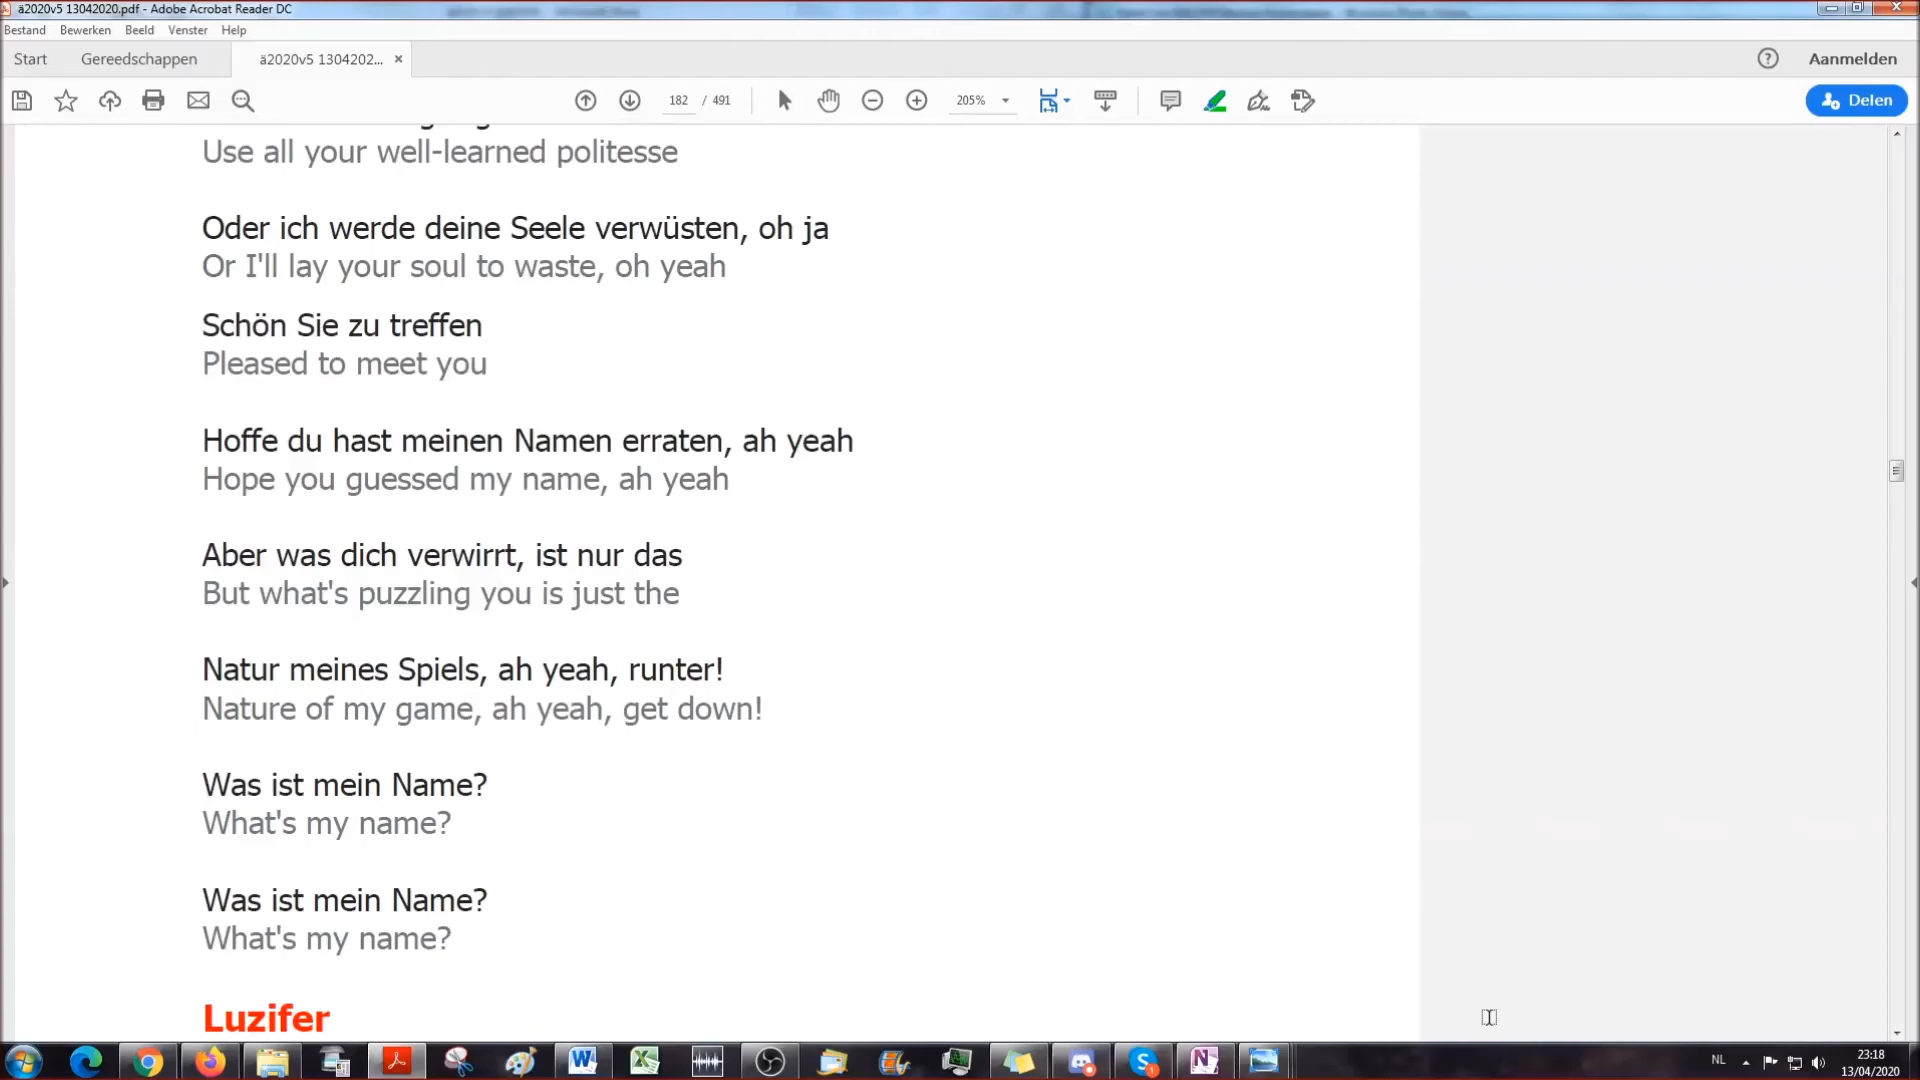 ä2020v5 13042020.pdf - Adobe Acrobat Reader DC
Bestand Bewerken Beeld Venster Help
Start Gereedschappen ä2020v5 1304202... × Aanmelden
182 / 491 205% Delen
Use all your well-learned politesse
Oder ich werde deine Seele verwüsten, oh ja
Or I'll lay your soul to waste, oh yeah
Schön Sie zu treffen
Pleased to meet you
Hoffe du hast meinen Namen erraten, ah yeah
Hope you guessed my name, ah yeah
Aber was dich verwirrt, ist nur das
But what's puzzling you is just the
Natur meines Spiels, ah yeah, runter!
Nature of my game, ah yeah, get down!
Was ist mein Name?
What's my name?
Was ist mein Name?
What's my name?
Luzifer
NL 23:18
13/04/2020